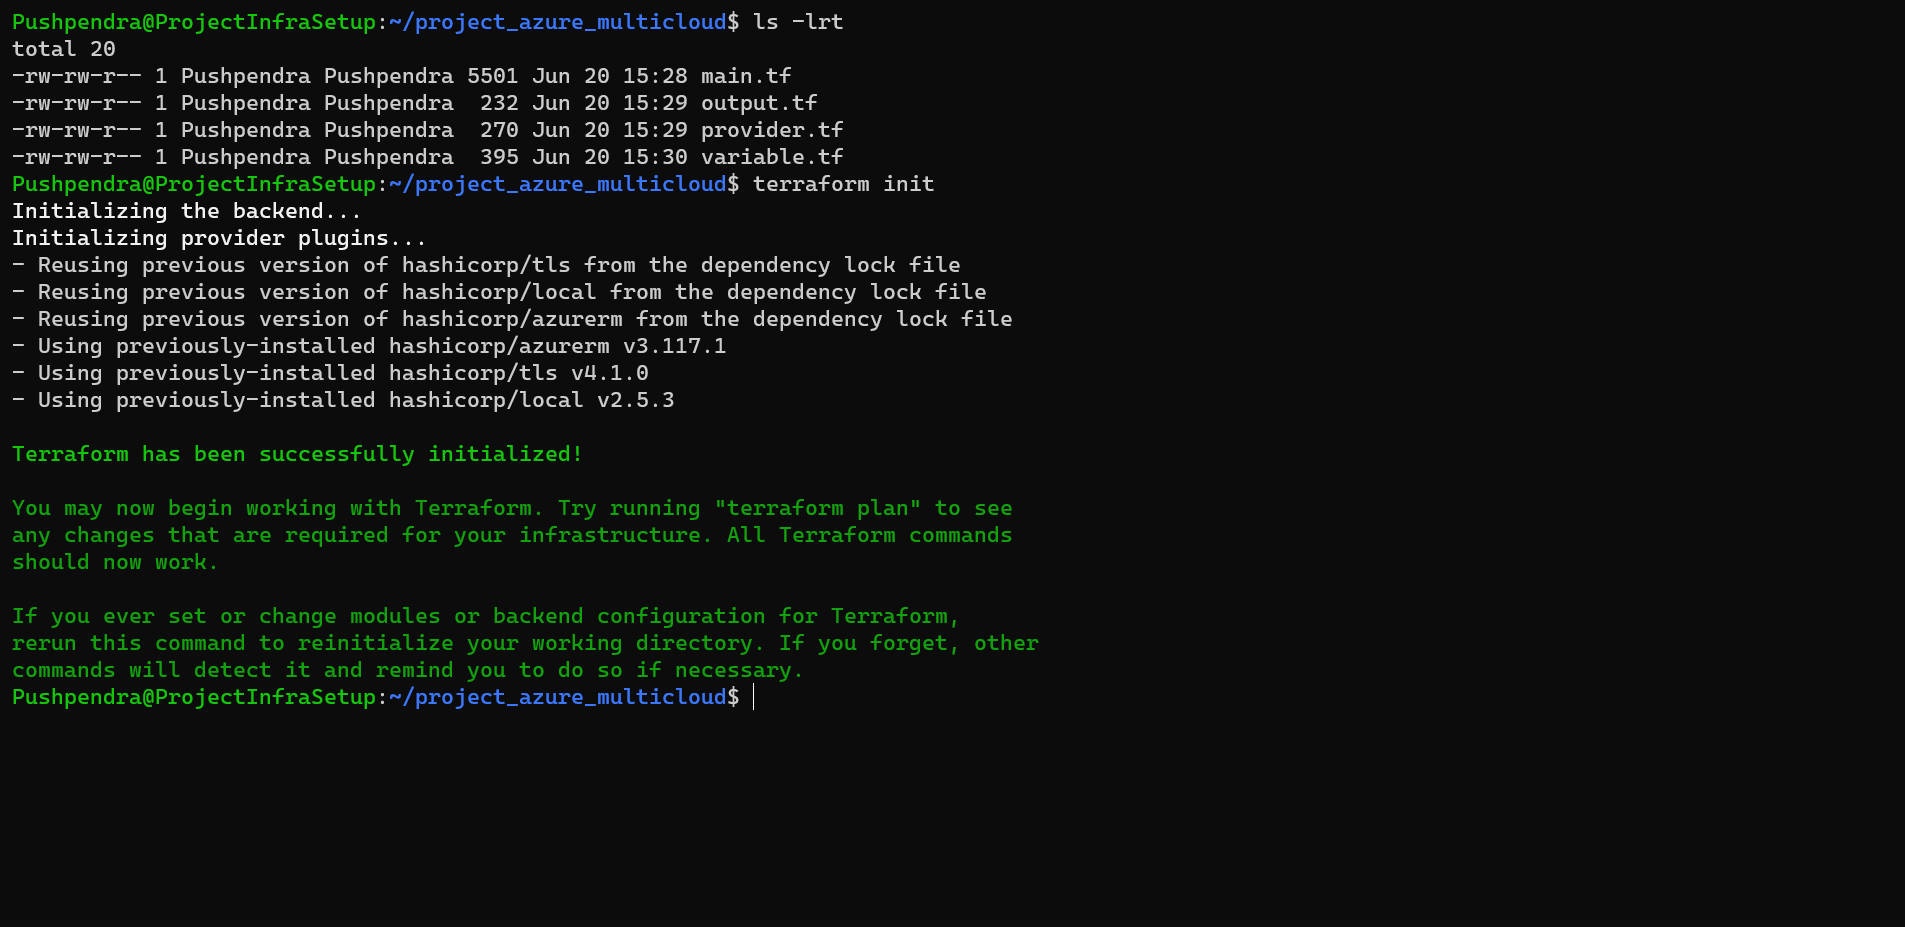 Pushpendra@ProjectInfraSetup:~/project_azure_multicloud$ ls -lrt
total 20
-rw-rw-r-- 1 Pushpendra Pushpendra 5501 Jun 20 15:28 main.tf
-rw-rw-r-- 1 Pushpendra Pushpendra  232 Jun 20 15:29 output.tf
-rw-rw-r-- 1 Pushpendra Pushpendra  270 Jun 20 15:29 provider.tf
-rw-rw-r-- 1 Pushpendra Pushpendra  395 Jun 20 15:30 variable.tf
Pushpendra@ProjectInfraSetup:~/project_azure_multicloud$ terraform init
Initializing the backend...
Initializing provider plugins...
- Reusing previous version of hashicorp/tls from the dependency lock file
- Reusing previous version of hashicorp/local from the dependency lock file
- Reusing previous version of hashicorp/azurerm from the dependency lock file
- Using previously-installed hashicorp/azurerm v3.117.1
- Using previously-installed hashicorp/tls v4.1.0
- Using previously-installed hashicorp/local v2.5.3

Terraform has been successfully initialized!

You may now begin working with Terraform. Try running "terraform plan" to see
any changes that are required for your infrastructure. All Terraform commands
should now work.

If you ever set or change modules or backend configuration for Terraform,
rerun this command to reinitialize your working directory. If you forget, other
commands will detect it and remind you to do so if necessary.
Pushpendra@ProjectInfraSetup:~/project_azure_multicloud$